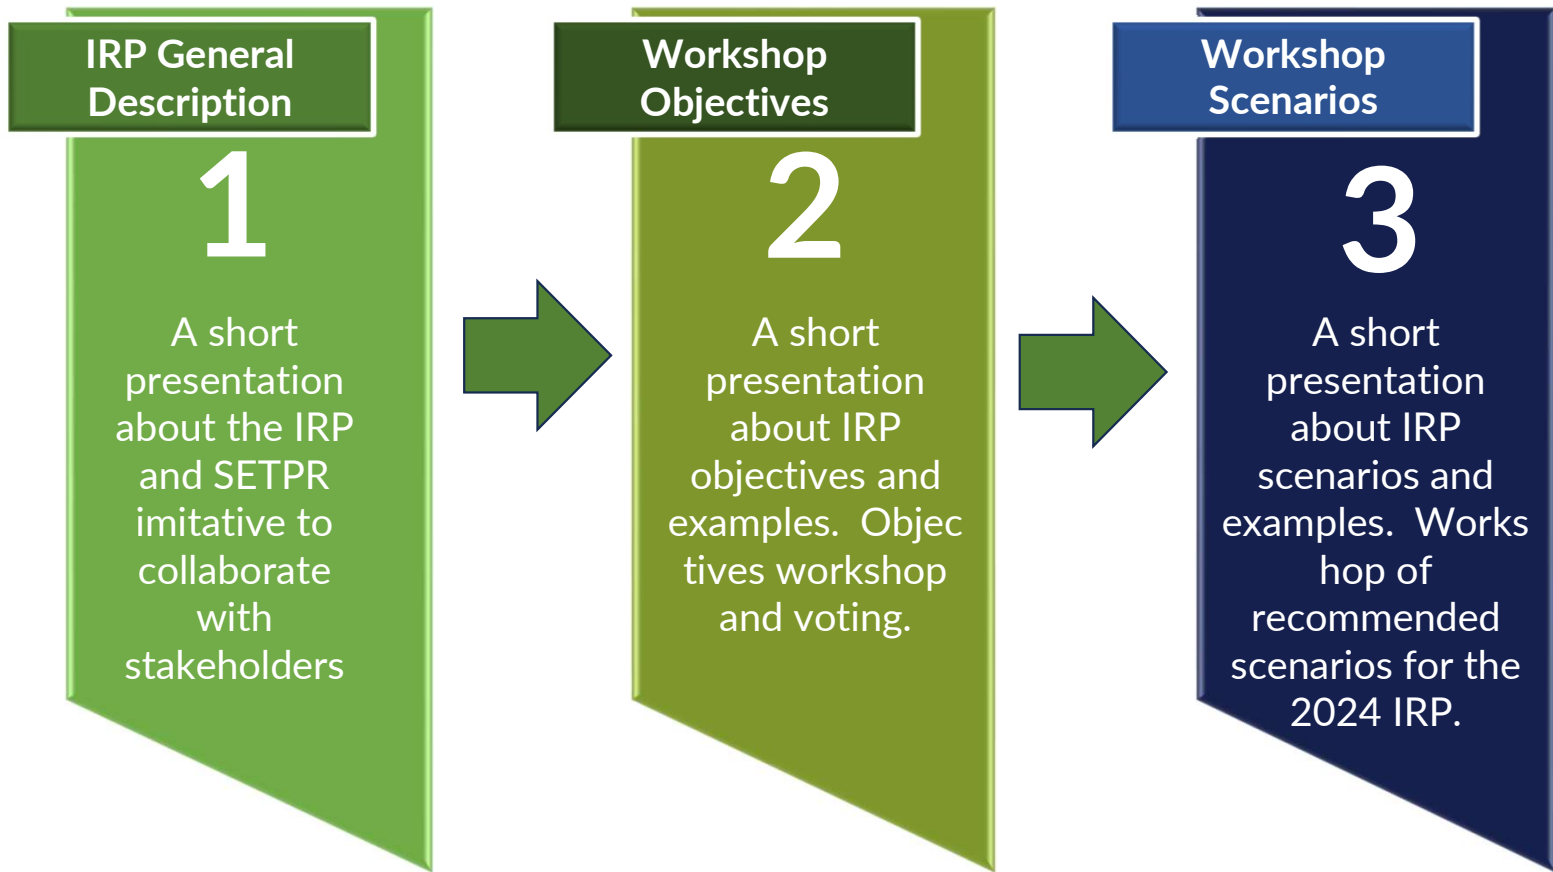 IRP General
Description
1
A short
presentation
about the IRP
and SETPR
imitative to
collaborate
with
stakeholders
Workshop
Objectives
2
A short
presentation
about IRP
objectives and
examples.  Objec
tives workshop
and voting.
Workshop
Scenarios
3
A short
presentation
about IRP
scenarios and
examples.  Works
hop of
recommended
scenarios for the
2024 IRP.